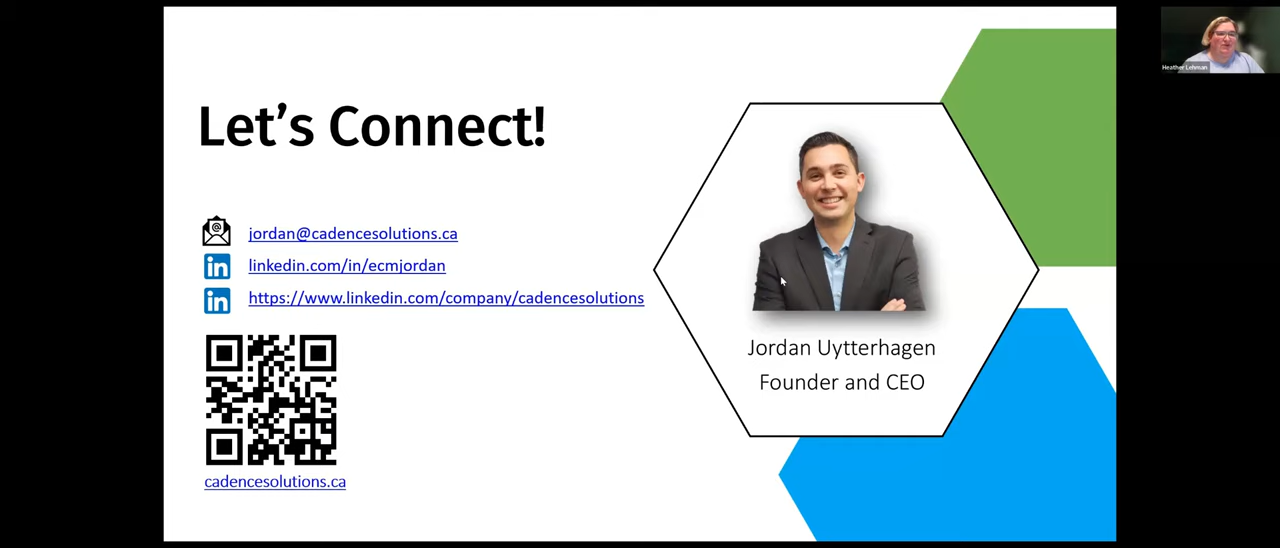 Let's Connect!
jordan@cadencesolutions.ca
linkedin.com/in/ecmjordan
https://www.linkedin.com/company/cadencesolutions
cadencesolutions.ca
Jordan Uytterhagen
Founder and CEO
Heather Lehman